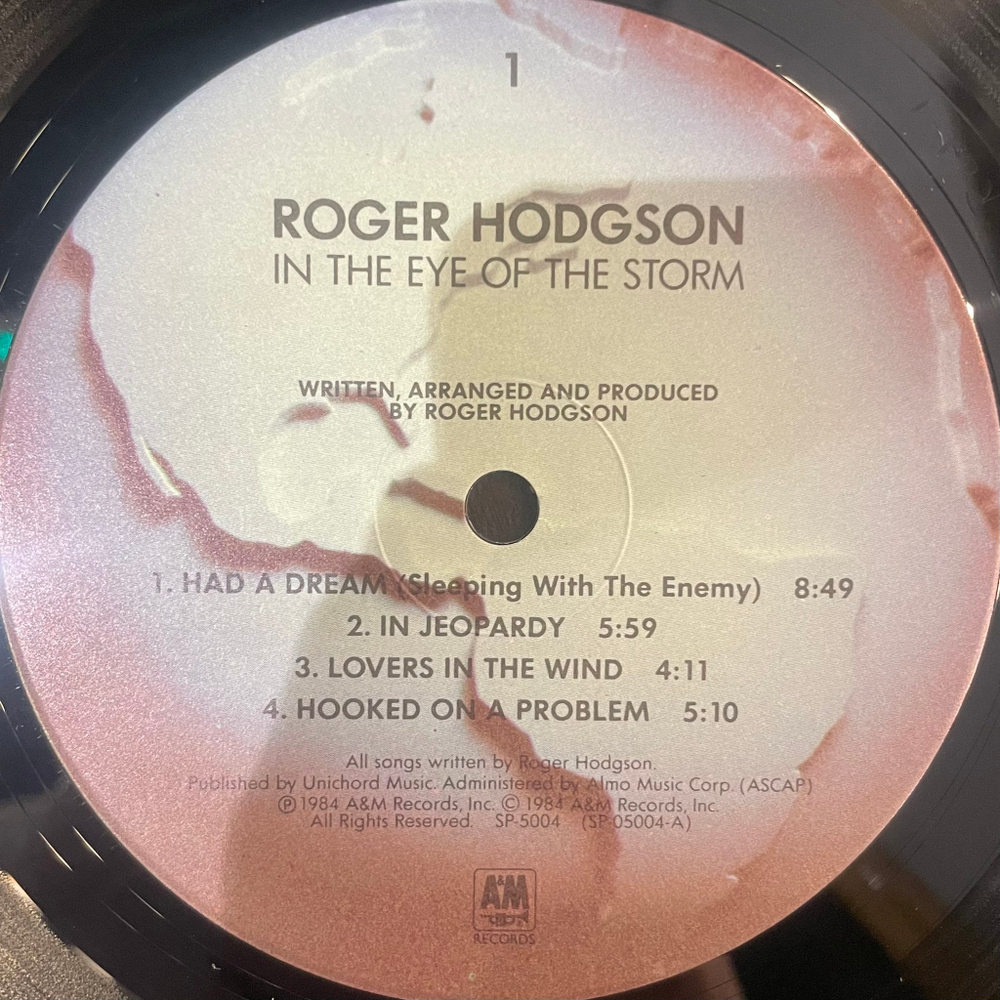 1
ROGER HODGSON
IN THE EYE OF THE STORM
WRITTEN, ARRANGED AND PRODUCED
BY ROGER HODGSON
1. HAD A DREAM (Sleeping With The Enemy) 8:49
2. IN JEOPARDY 5:59
3. LOVERS IN THE WIND 4:11
4. HOOKED ON A PROBLEM 5:10
All songs written by Roger Hodgson.
Published by Unichord Music. Administered by Almo Music Corp. (ASCAP)
℗ 1984 A&M Records, Inc. © 1984 A&M Records, Inc.
All Rights Reserved. SP-5004 (SP 05004-A)
A&M
RECORDS